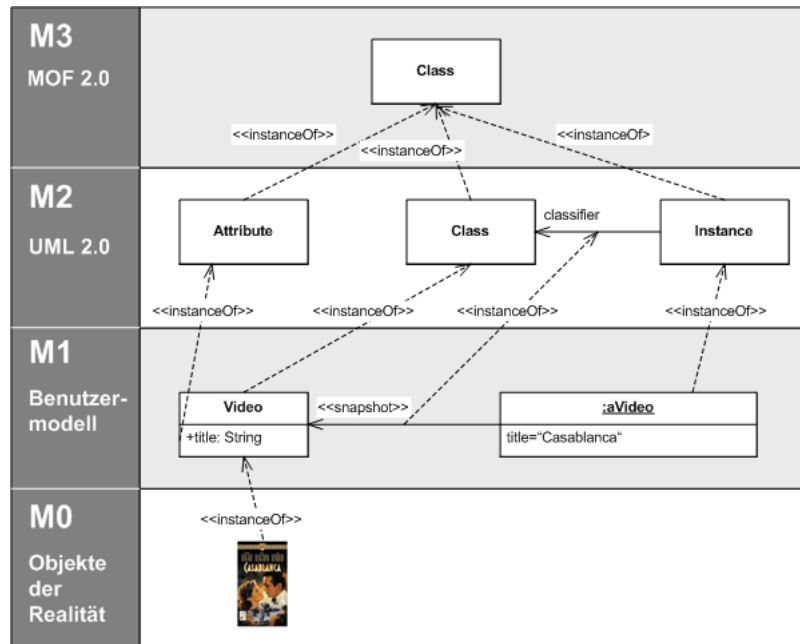 M3
MOF 2.0
Class
<<instanceOf>>
<<instanceOf>>
<<instanceOf>
M2
UML 2.0
Attribute
Class
classifier
Instance
<<instanceOf>>
<<instanceOf>>
<<instanceOf>>
<<instanceOf>>
M1
Benutzer-
modell
Video
+title: String
<<snapshot>>
:aVideo
title="Casablanca"
M0
Objekte
der
Realität
<<instanceOf>>
CASABLANCA